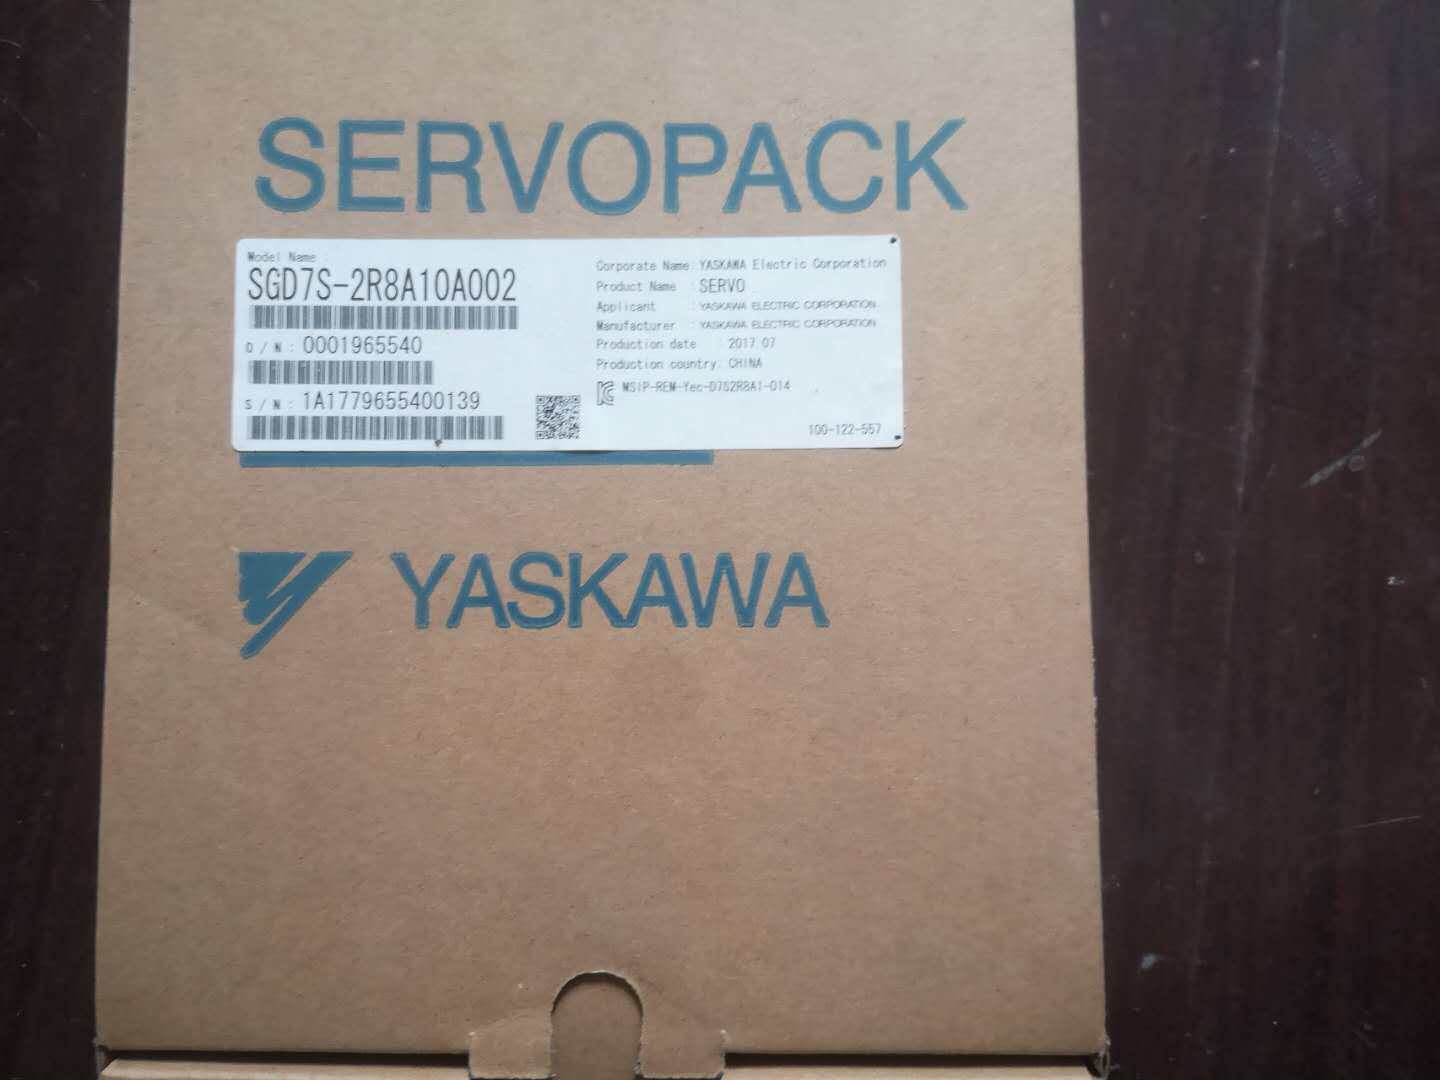 SERVOPACK
Model Name :
SGD7S-2R8A10A002
O / N : 0001965540
S / N : 1A1779655400139
Corporate Name: YASKAWA Electric Corporation
Product Name : SERVO
Applicant : YASKAWA ELECTRIC CORPORATION
Manufacturer : YASKAWA ELECTRIC CORPORATION
Production date : 2017.07
Production country: CHINA
MSIP-REM-Yec-D7S2R8A1-014
100-122-557
YASKAWA